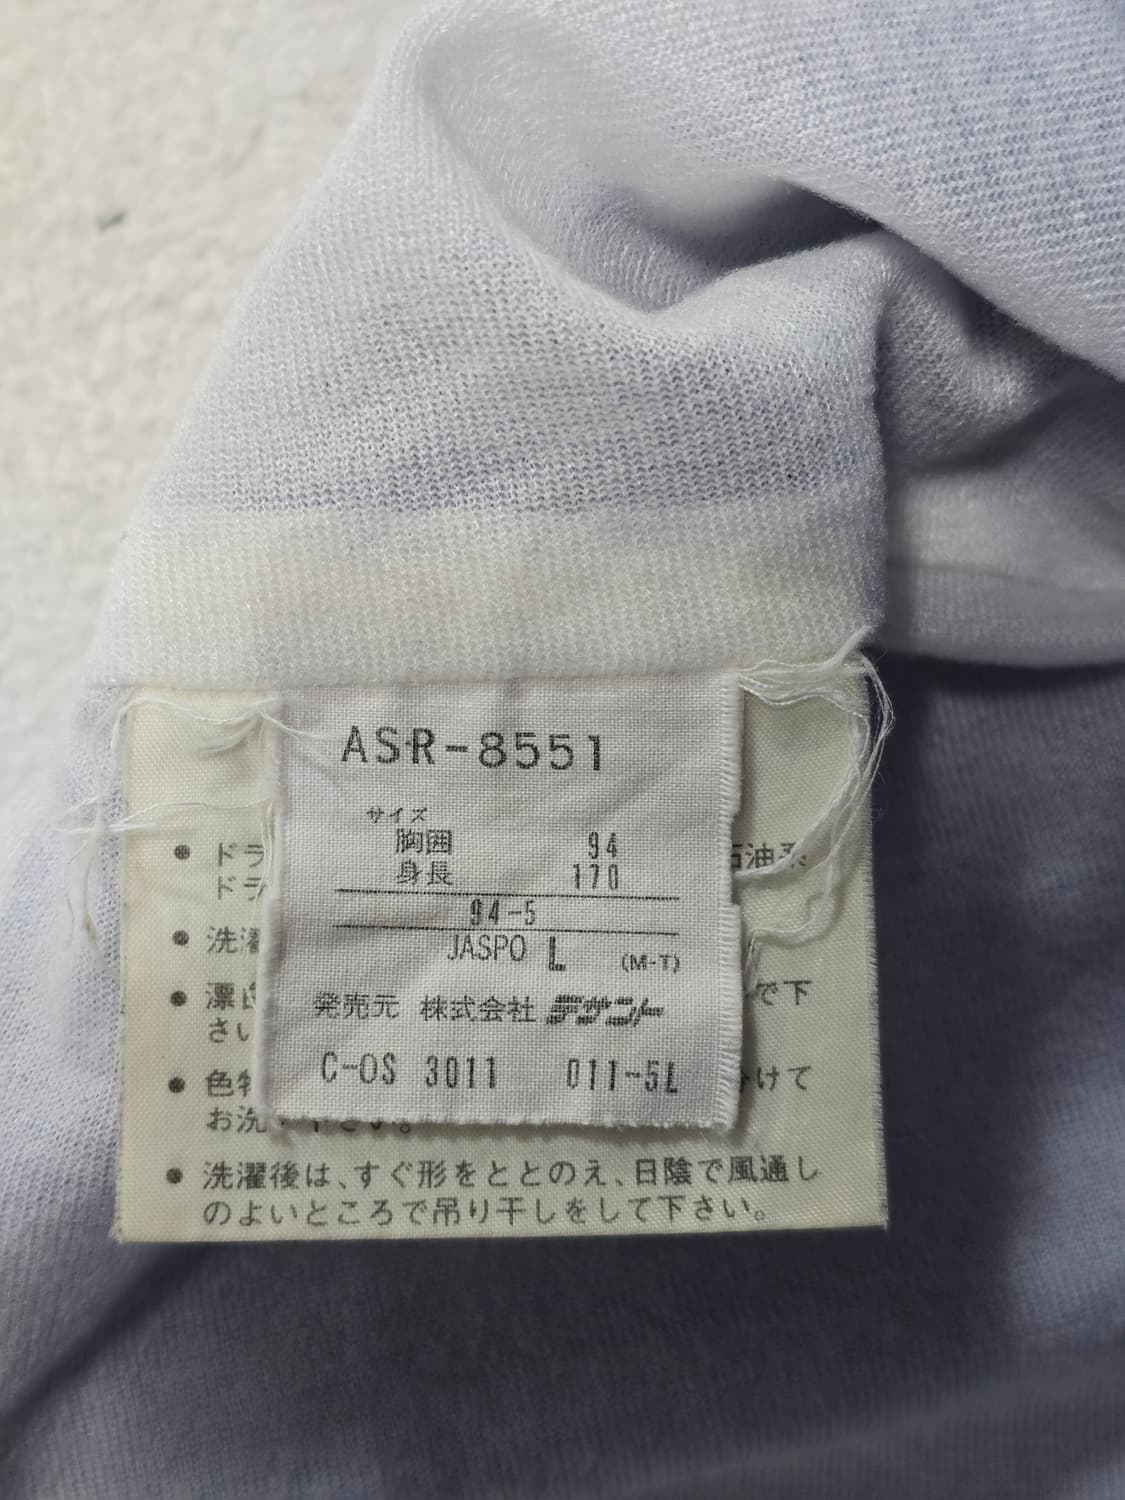 ASR-8551
サイズ
胸囲 94
身長 170
94-5
JASPO L (M-T)
発売元 株式会社 デサント
C-OS 3011 011-5L
● ドラ 石油系
ドラ
● 洗濯
● 漂白 で下
さい
● 色物 分けて
お洗い下さい。
● 洗濯後は、すぐ形をととのえ、日陰で風通し
のよいところで吊り干しをして下さい。